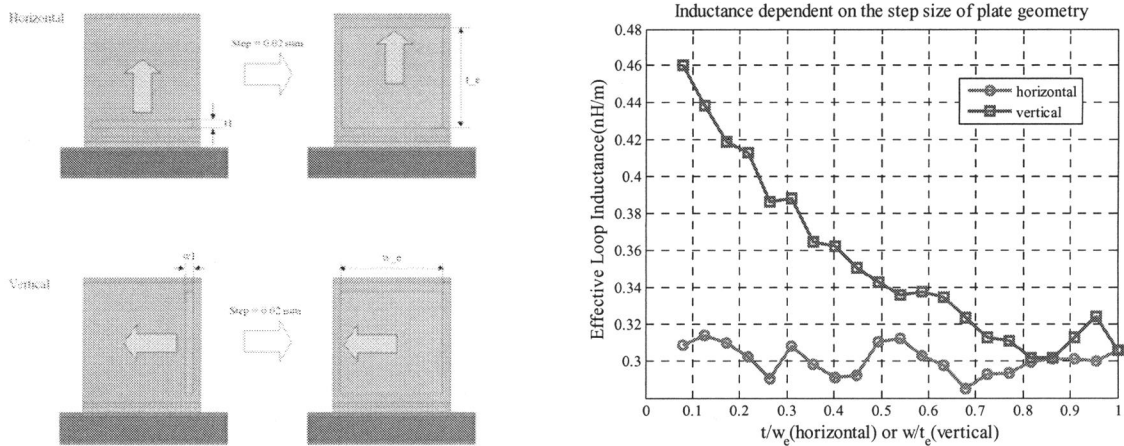 Horizontal
Step = 0.02 mm
t_e
t1
Vertical
w1
w_e
Step = 0.02 mm
Inductance dependent on the step size of plate geometry
Effective Loop Inductance(nH/m)
0.48
0.46
0.44
0.42
0.4
0.38
0.36
0.34
0.32
0.3
horizontal
vertical
0 0.1 0.2 0.3 0.4 0.5 0.6 0.7 0.8 0.9 1
t/w_e(horizontal) or w/t_e(vertical)